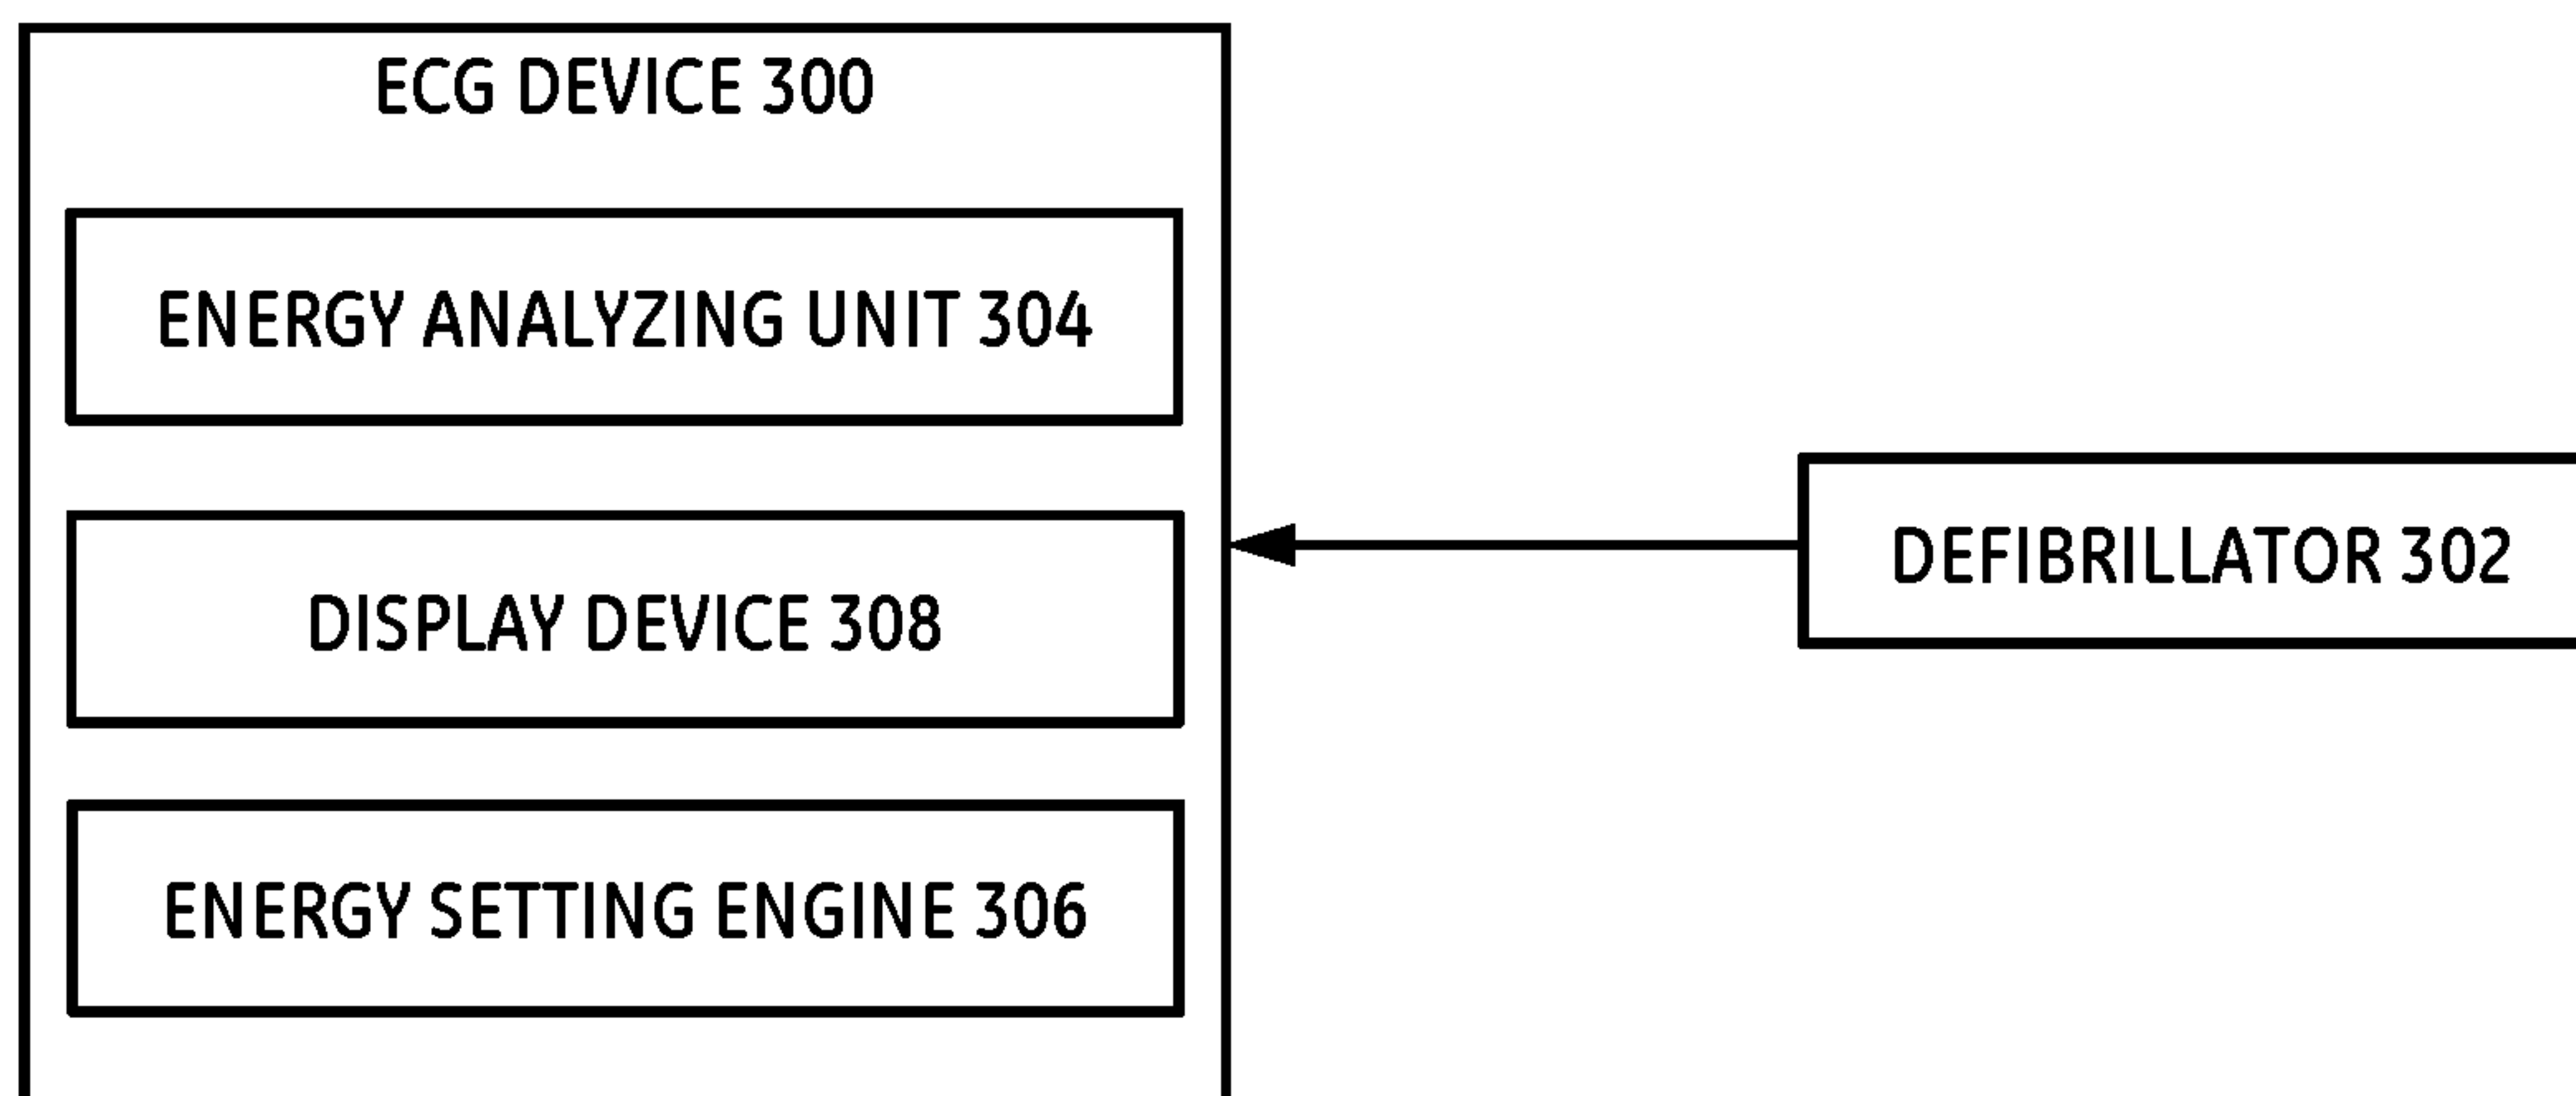 ECG DEVICE 300
ENERGY ANALYZING UNIT 304
DISPLAY DEVICE 308
ENERGY SETTING ENGINE 306
DEFIBRILLATOR 302